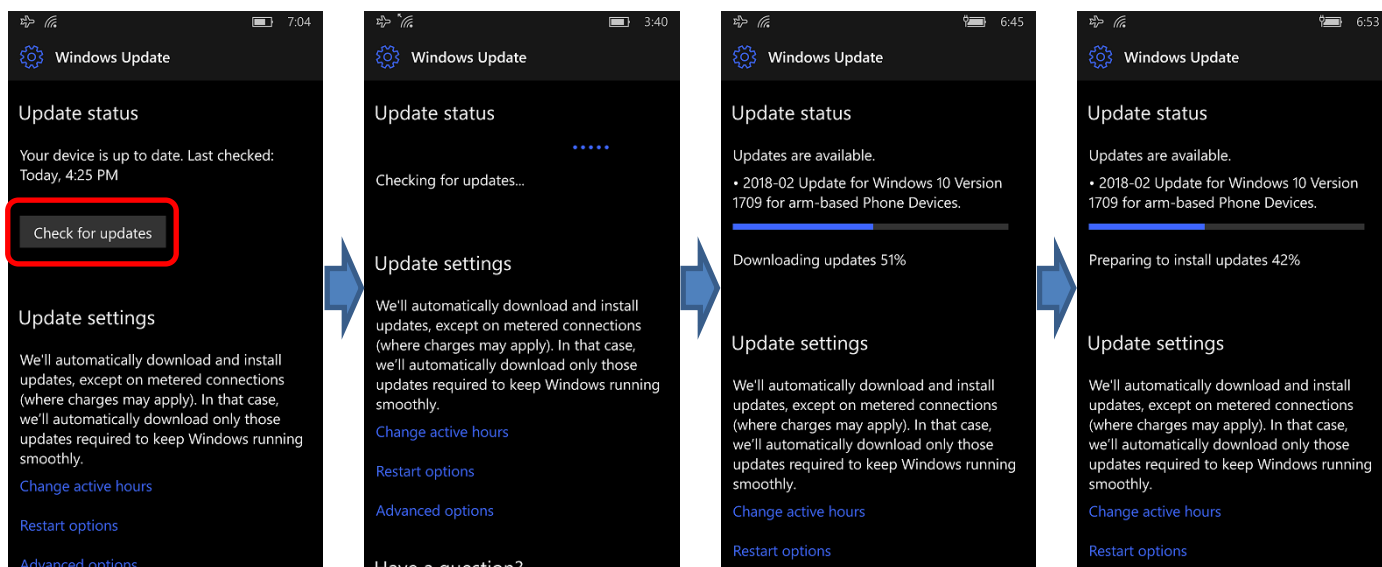 7:04
Windows Update
Update status
Your device is up to date. Last checked:
Today, 4:25 PM
Check for updates
Update settings
We'll automatically download and install
updates, except on metered connections
(where charges may apply). In that case,
we'll automatically download only those
updates required to keep Windows running
smoothly.
Change active hours
Restart options
Advanced options
3:40
Windows Update
Update status
Checking for updates...
Update settings
We'll automatically download and install
updates, except on metered connections
(where charges may apply). In that case,
we'll automatically download only those
updates required to keep Windows running
smoothly.
Change active hours
Restart options
Advanced options
Have a question?
6:45
Windows Update
Update status
Updates are available.
• 2018-02 Update for Windows 10 Version
1709 for arm-based Phone Devices.
Downloading updates 51%
Update settings
We'll automatically download and install
updates, except on metered connections
(where charges may apply). In that case,
we'll automatically download only those
updates required to keep Windows running
smoothly.
Change active hours
Restart options
6:53
Windows Update
Update status
Updates are available.
• 2018-02 Update for Windows 10 Version
1709 for arm-based Phone Devices.
Preparing to install updates 42%
Update settings
We'll automatically download and install
updates, except on metered connections
(where charges may apply). In that case,
we'll automatically download only those
updates required to keep Windows running
smoothly.
Change active hours
Restart options